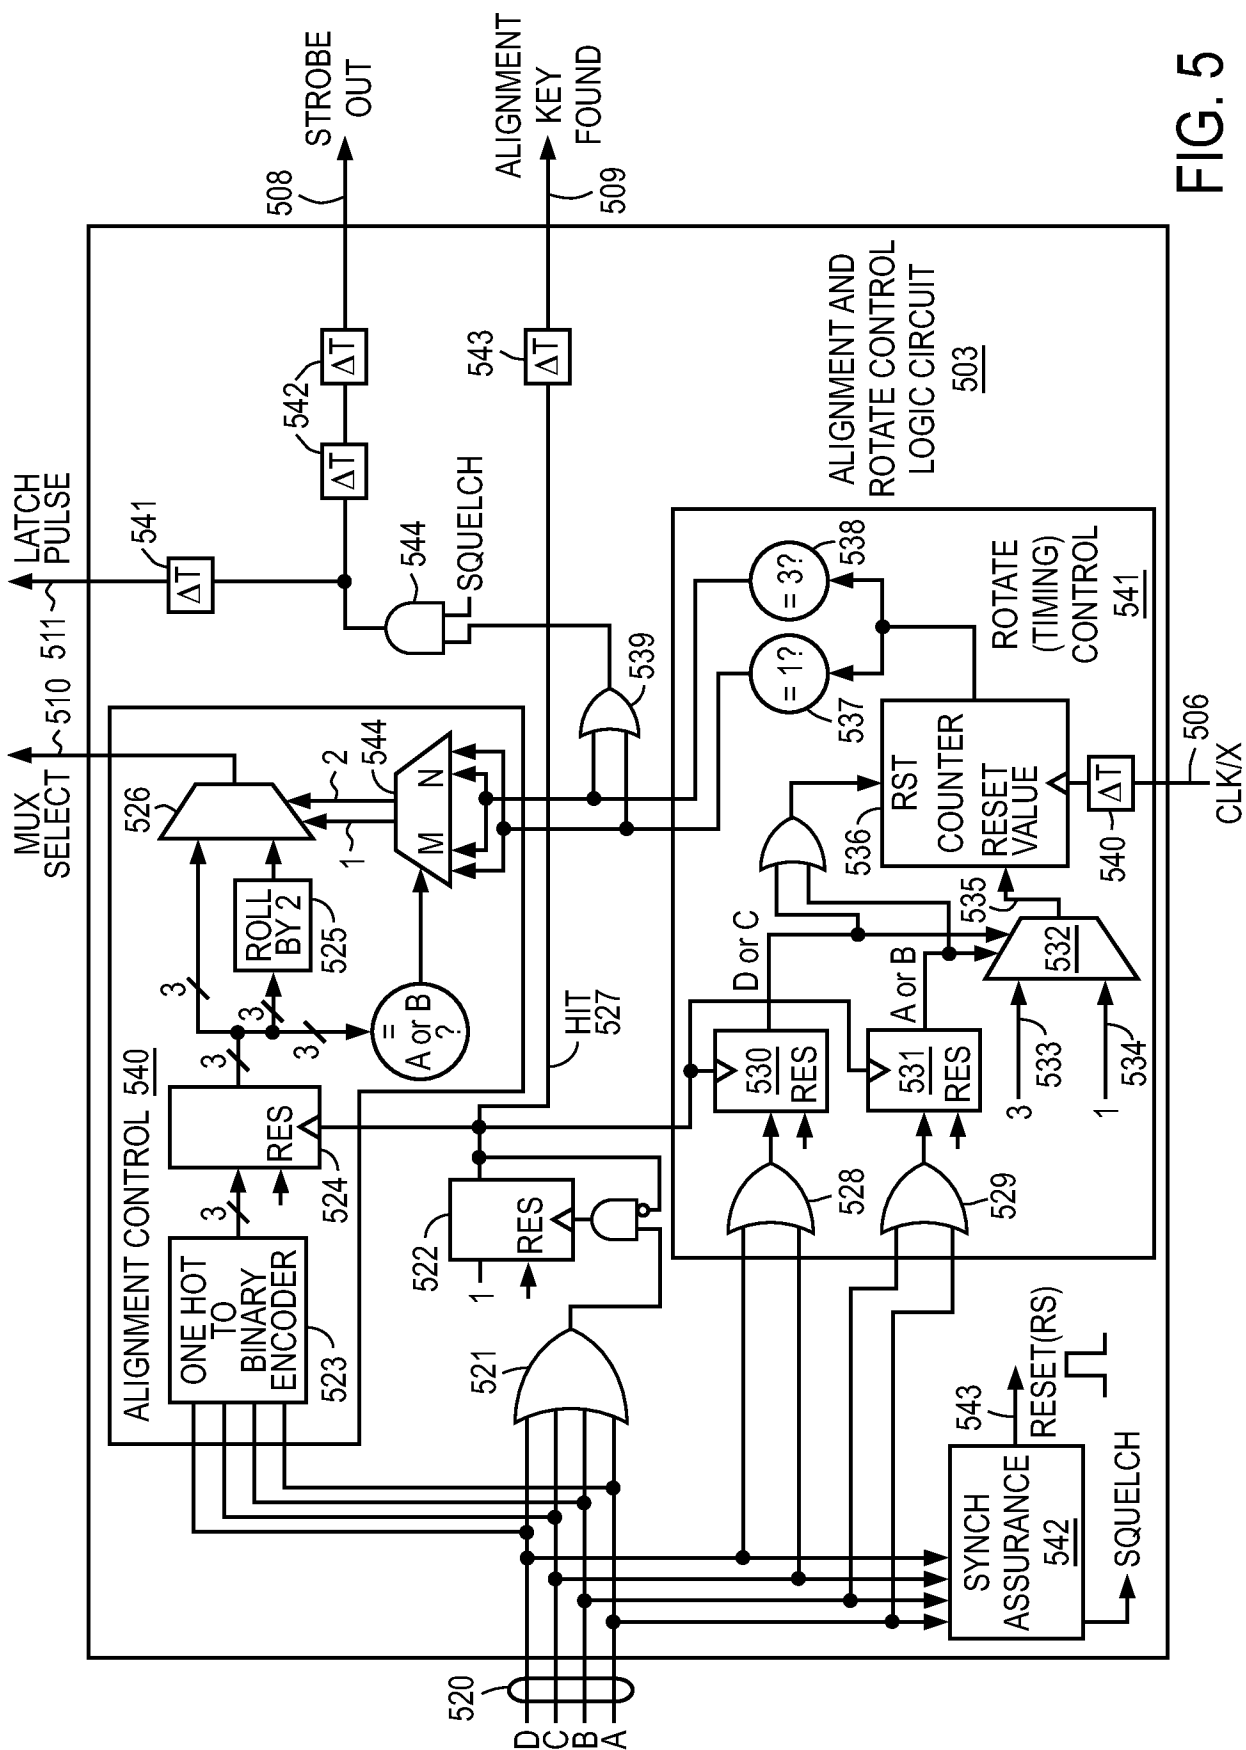 FIG. 5
MUX
SELECT
510
511
LATCH
PULSE
541
ΔT
STROBE
OUT
508
542
ΔT
ΔT
ALIGNMENT
KEY
FOUND
509
543
ΔT
ALIGNMENT AND
ROTATE CONTROL
LOGIC CIRCUIT
503
ALIGNMENT CONTROL 540
ONE HOT
TO
BINARY
ENCODER
523
3
RES
524
3
3
3
3
ROLL
BY 2
525
526
1
2
M N
544
=
A or B
?
HIT
527
544
SQUELCH
539
D
C
B
A
520
521
522
1
RES
528
529
530
RES
531
RES
D or C
A or B
3
533
1
534
532
535
536
RST
COUNTER
RESET
VALUE
ΔT
540
506
CLK/X
= 1?
537
= 3?
538
ROTATE
(TIMING)
CONTROL
541
SYNCH
ASSURANCE
542
543
RESET(RS)
SQUELCH